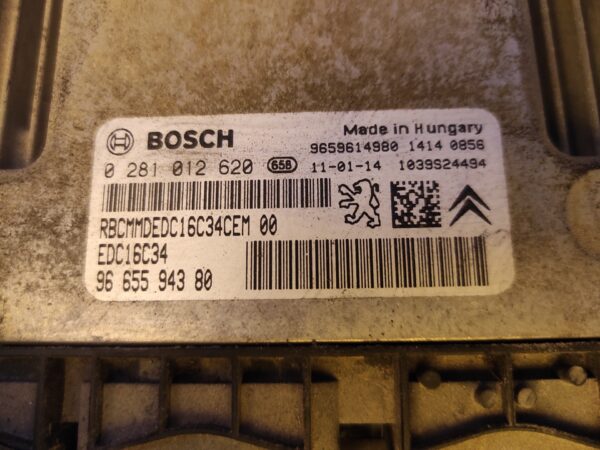 BOSCH
Made in Hungary
9659614980 1414 0856
0 281 012 620 658 11-01-14 1039S24494
RBCMMDEDC16C34CEM 00
EDC16C34
96 655 943 80